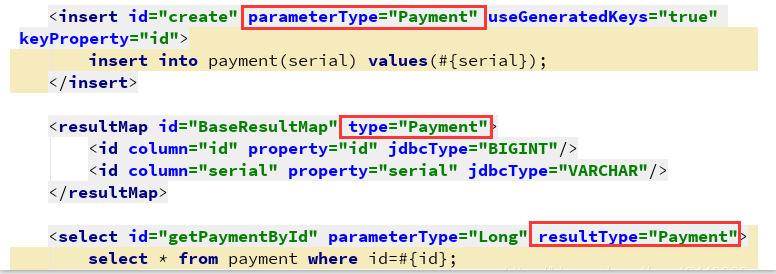 <insert id="create" parameterType="Payment" useGeneratedKeys="true"
keyProperty="id">
insert into payment(serial) values(#{serial});
</insert>
<resultMap id="BaseResultMap" type="Payment">
<id column="id" property="id" jdbcType="BIGINT"/>
<id column="serial" property="serial" jdbcType="VARCHAR"/>
</resultMap>
<select id="getPaymentById" parameterType="Long" resultType="Payment">
select * from payment where id=#{id};